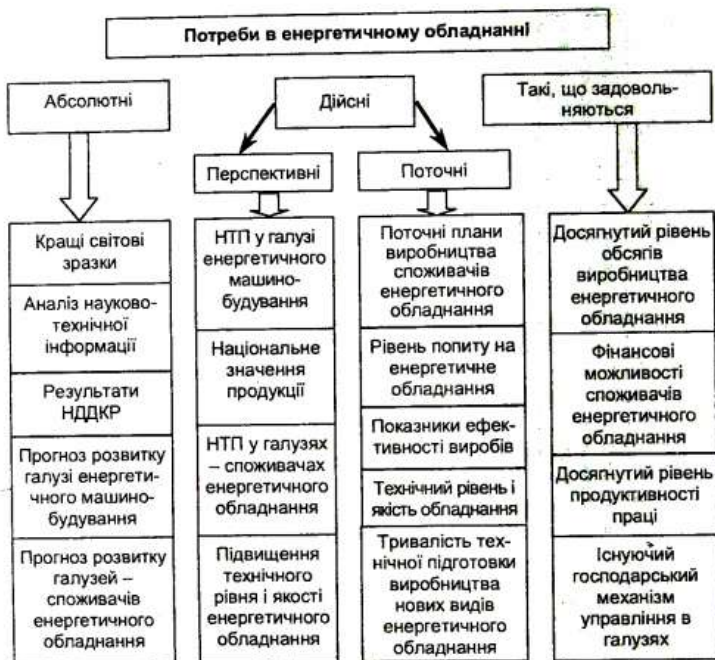 Потреби в енергетичному обладнанні
Абсолютні
Дійсні
Такі, що задоволь-
няються
Перспективні
Поточні
Кращі світові
зразки
Аналіз науково-
технічної
інформації
Результати
НДДКР
Прогноз розвитку
галузі енергети-
чного машино-
будування
Прогноз розвитку
галузей –
споживачів
енергетичного
обладнання
НТП у галузі
енергетичного
машино-
будування
Національне
значення
продукції
НТП у галузях
– споживачах
енергетичного
обладнання
Підвищення
технічного
рівня і якості
енергетичного
обладнання
Поточні плани
виробництва
споживачів
енергетичного
обладнання
Рівень попиту на
енергетичне
обладнання
Показники ефек-
тивності виробів
Технічний рівень і
якість обладнання
Тривалість тех-
нічної підготовки
виробництва
нових видів
енергетичного
обладнання
Досягнутий рівень
обсягів
виробництва
енергетичного
обладнання
Фінансові
можливості
споживачів
енергетичного
обладнання
Досягнутий рівень
продуктивності
праці
Існуючий
господарський
механізм
управління в
галузях